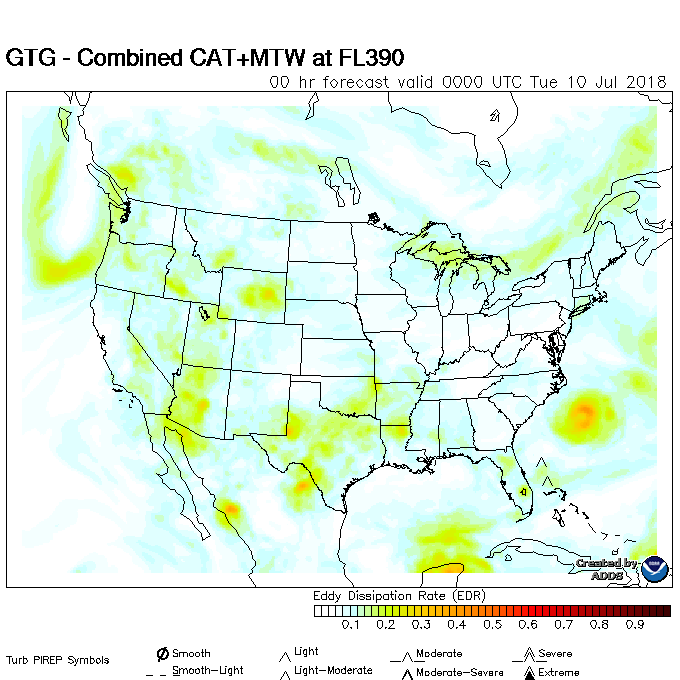 GTG - Combined CAT+MTW at FL390
00 hr forecast valid 0000 UTC Tue 10 Jul 2018
Created by
ADDS
Eddy Dissipation Rate (EDR)
0.1 0.2 0.3 0.4 0.5 0.6 0.7 0.8 0.9
Turb PIREP Symbols
Smooth Light Moderate Severe
Smooth-Light Light-Moderate Moderate-Severe Extreme